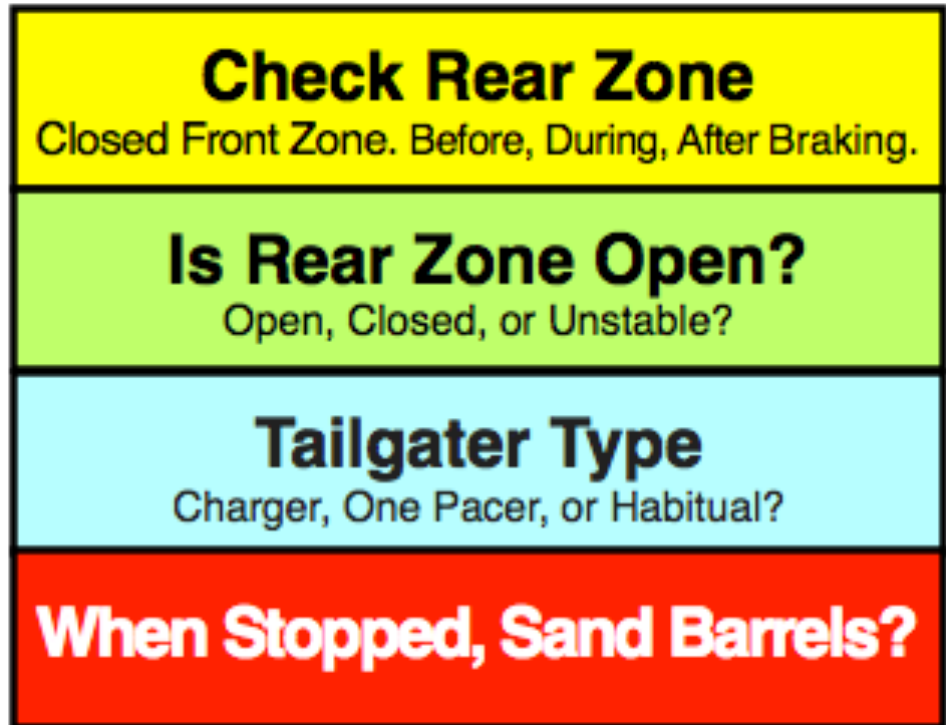 Check Rear Zone
Closed Front Zone. Before, During, After Braking.
Is Rear Zone Open?
Open, Closed, or Unstable?
Tailgater Type
Charger, One Pacer, or Habitual?
When Stopped, Sand Barrels?